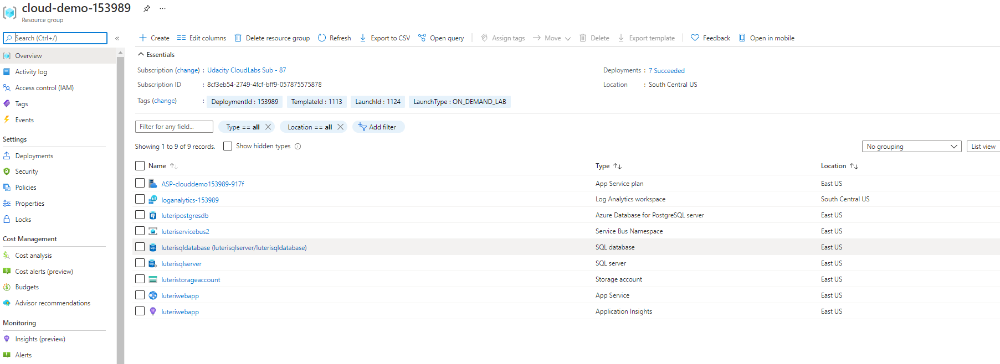 cloud-demo-153989
Resource group
Search (Ctrl+/)
Create Edit columns Delete resource group Refresh Export to CSV Open query Assign tags Move Delete Export template Feedback Open in mobile
Overview
Activity log
Access control (IAM)
Tags
Events
Settings
Deployments
Security
Policies
Properties
Locks
Cost Management
Cost analysis
Cost alerts (preview)
Budgets
Advisor recommendations
Monitoring
Insights (preview)
Alerts
Essentials
Subscription (change) : Udacity CloudLabs Sub - 87
Subscription ID : 8cf3eb54-2749-4fcf-bff9-057875575878
Tags (change) : DeploymentId : 153989 TemplateId : 1113 LaunchId : 1124 LaunchType : ON_DEMAND_LAB
Deployments : 7 Succeeded
Location : South Central US
Filter for any field... Type == all Location == all Add filter
Showing 1 to 9 of 9 records. Show hidden types No grouping List view
Name Type Location
ASP-clouddemo153989-917f App Service plan East US
loganalytics-153989 Log Analytics workspace South Central US
luteripostgresdb Azure Database for PostgreSQL server East US
luteriservicebus2 Service Bus Namespace East US
luterisqldatabase (luterisqlserver/luterisqldatabase) SQL database East US
luterisqlserver SQL server East US
luteristorageaccount Storage account East US
luteriwebapp App Service East US
luteriwebapp Application Insights East US